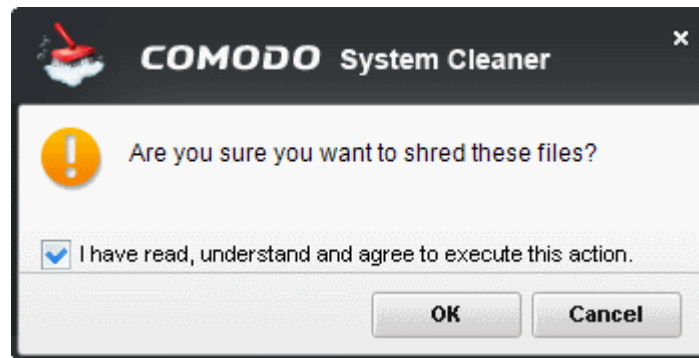 COMODO System Cleaner
Are you sure you want to shred these files?
I have read, understand and agree to execute this action.
OK Cancel